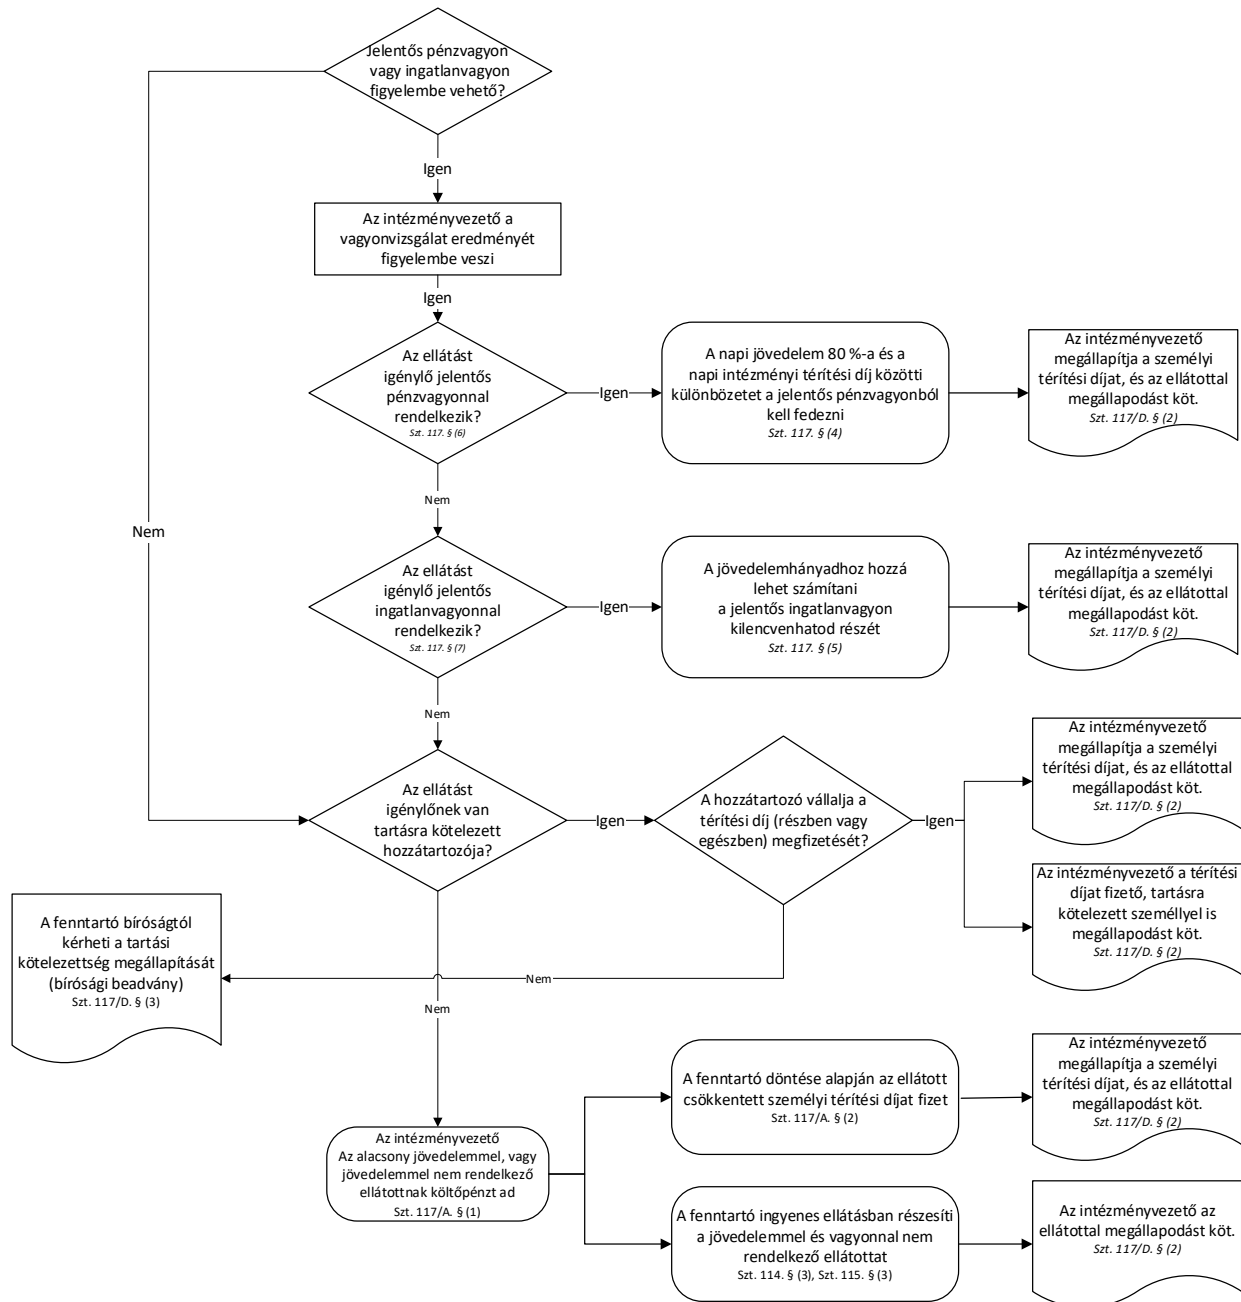 Jelentős pénzvagyon
vagy ingatlanvagyon
figyelembe vehető?
Igen
Az intézményvezető a
vagyonvizsgálat eredményét
figyelembe veszi
Igen
Az ellátást
igénylő jelentős
pénzvagyonnal
rendelkezik?
Szt. 117. § (6)
Igen
A napi jövedelem 80 %-a és a
napi intézményi térítési díj közötti
különbözetet a jelentős pénzvagyonból
kell fedezni
Szt. 117. § (4)
Az intézményvezető
megállapítja a személyi
térítési díjat, és az ellátottal
megállapodást köt.
Szt. 117/D. § (2)
Nem
Nem
Az ellátást
igénylő jelentős
ingatlanvagyonnal
rendelkezik?
Szt. 117. § (7)
Igen
A jövedelemhányadhoz hozzá
lehet számítani
a jelentős ingatlanvagyon
kilencvenhatod részét
Szt. 117. § (5)
Az intézményvezető
megállapítja a személyi
térítési díjat, és az ellátottal
megállapodást köt.
Szt. 117/D. § (2)
Nem
Az ellátást
igénylőnek van
tartásra kötelezett
hozzátartozója?
Igen
A hozzátartozó vállalja a
térítési díj (részben vagy
egészben) megfizetését?
Igen
Az intézményvezető
megállapítja a személyi
térítési díjat, és az ellátottal
megállapodást köt.
Szt. 117/D. § (2)
Az intézményvezető a térítési
díjat fizető, tartásra
kötelezett személlyel is
megállapodást köt.
Szt. 117/D. § (2)
A fenntartó bíróságtól
kérheti a tartási
kötelezettség megállapítását
(bírósági beadvány)
Szt. 117/D. § (3)
Nem
Nem
Az intézményvezető
Az alacsony jövedelemmel, vagy
jövedelemmel nem rendelkező
ellátottnak költőpénzt ad
Szt. 117/A. § (1)
A fenntartó döntése alapján az ellátott
csökkentett személyi térítési díjat fizet
Szt. 117/A. § (2)
Az intézményvezető
megállapítja a személyi
térítési díjat, és az ellátottal
megállapodást köt.
Szt. 117/D. § (2)
A fenntartó ingyenes ellátásban részesíti
a jövedelemmel és vagyonnal nem
rendelkező ellátottat
Szt. 114. § (3), Szt. 115. § (3)
Az intézményvezető az
ellátottal megállapodást köt.
Szt. 117/D. § (2)